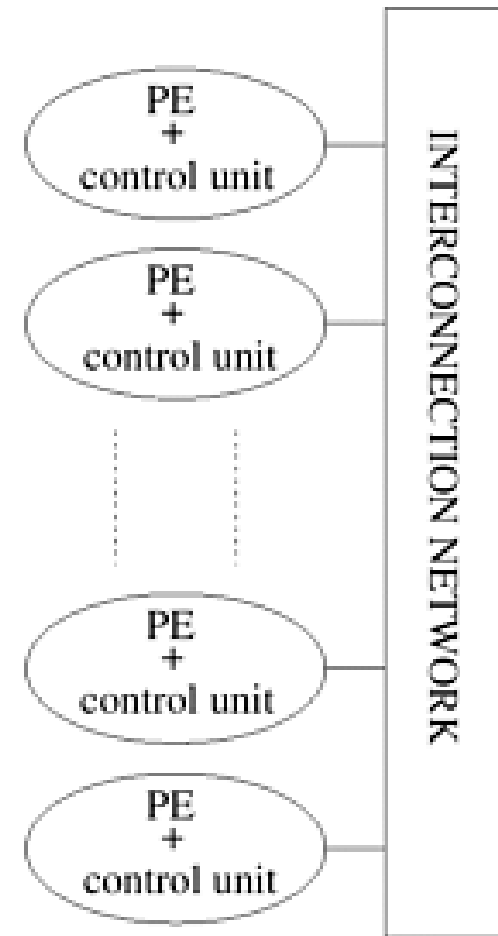 PE
+
control unit
PE
+
control unit
PE
+
control unit
PE
+
control unit
INTERCONNECTION NETWORK